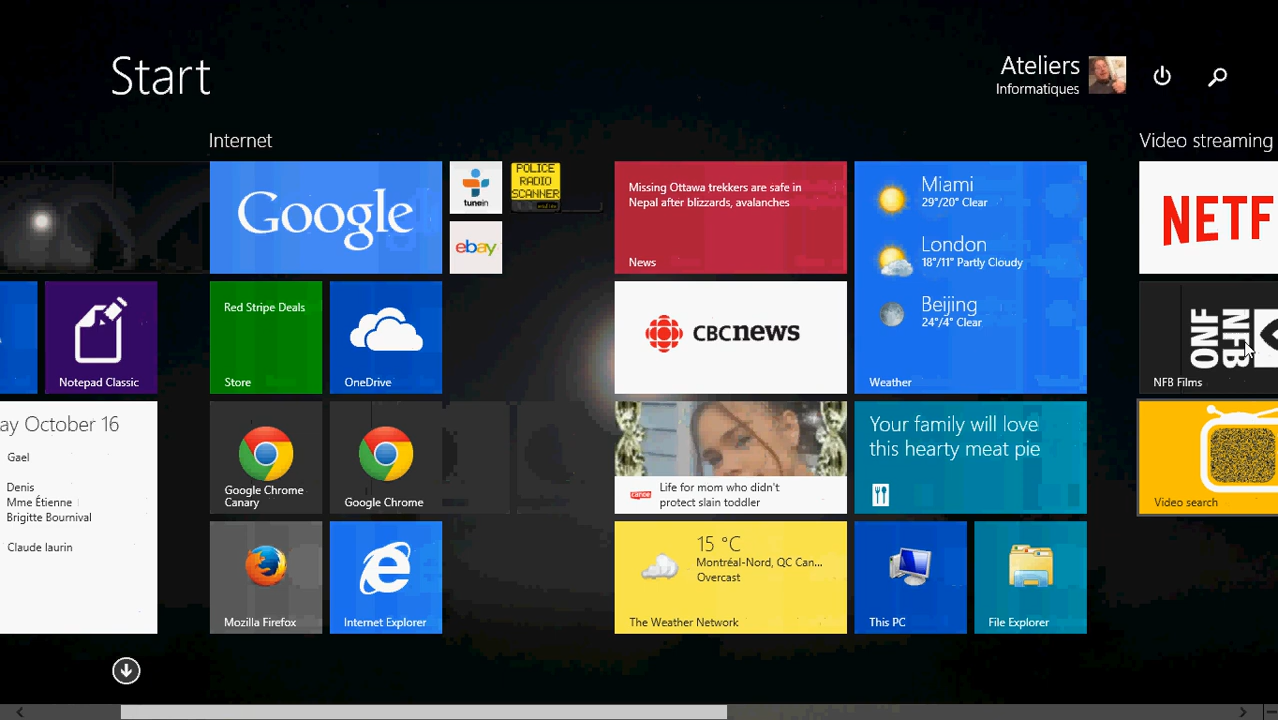 Start
Ateliers
Informatiques
Internet
Video streaming
Google
tunein
POLICE
RADIO
SCANNER
ebay
Missing Ottawa trekkers are safe in
Nepal after blizzards, avalanches
News
Miami
29°/20° Clear
London
18°/11° Partly Cloudy
Beijing
24°/4° Clear
Weather
NETF
Notepad Classic
Red Stripe Deals
Store
OneDrive
CBCnews
ONF
NFB
NFB Films
ay October 16
Gael
Denis
Mme Étienne
Brigitte Bournival
Claude laurin
Google Chrome
Canary
Google Chrome
canoe
Life for mom who didn't
protect slain toddler
Your family will love
this hearty meat pie
Video search
Mozilla Firefox
Internet Explorer
15 °C
Montréal-Nord, QC Can...
Overcast
The Weather Network
This PC
File Explorer